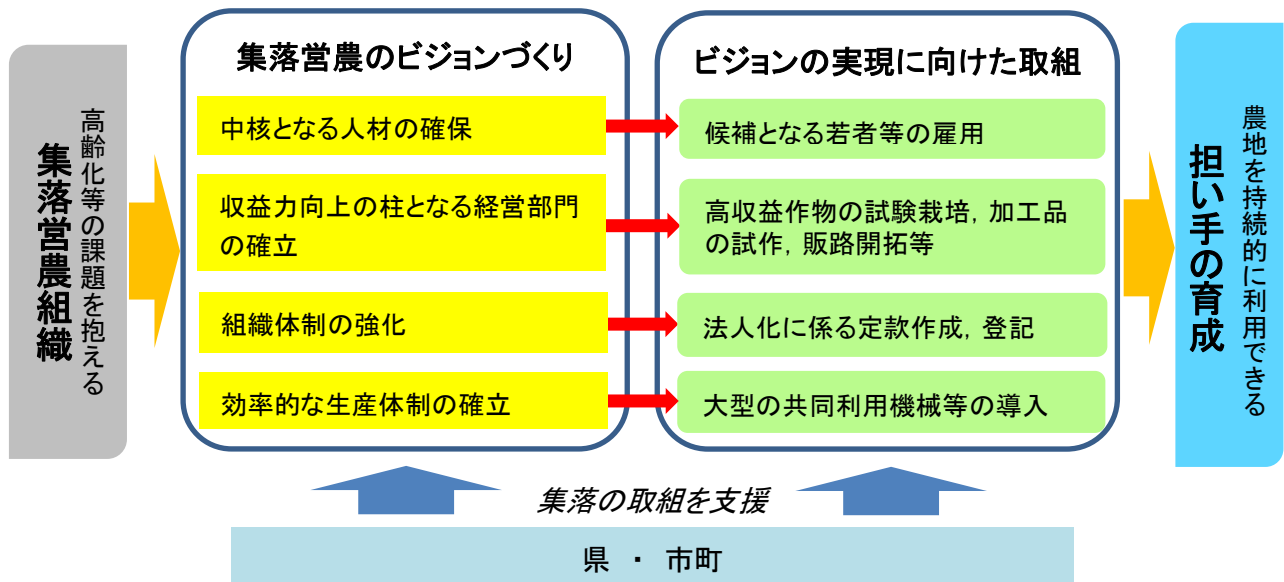 高齢化等の課題を抱える
集落営農組織
集落営農のビジョンづくり
中核となる人材の確保
収益力向上の柱となる経営部門
の確立
組織体制の強化
効率的な生産体制の確立
ビジョンの実現に向けた取組
候補となる若者等の雇用
高収益作物の試験栽培，加工品
の試作，販路開拓等
法人化に係る定款作成，登記
大型の共同利用機械等の導入
農地を持続的に利用できる
担い手の育成
集落の取組を支援
県　・　市町